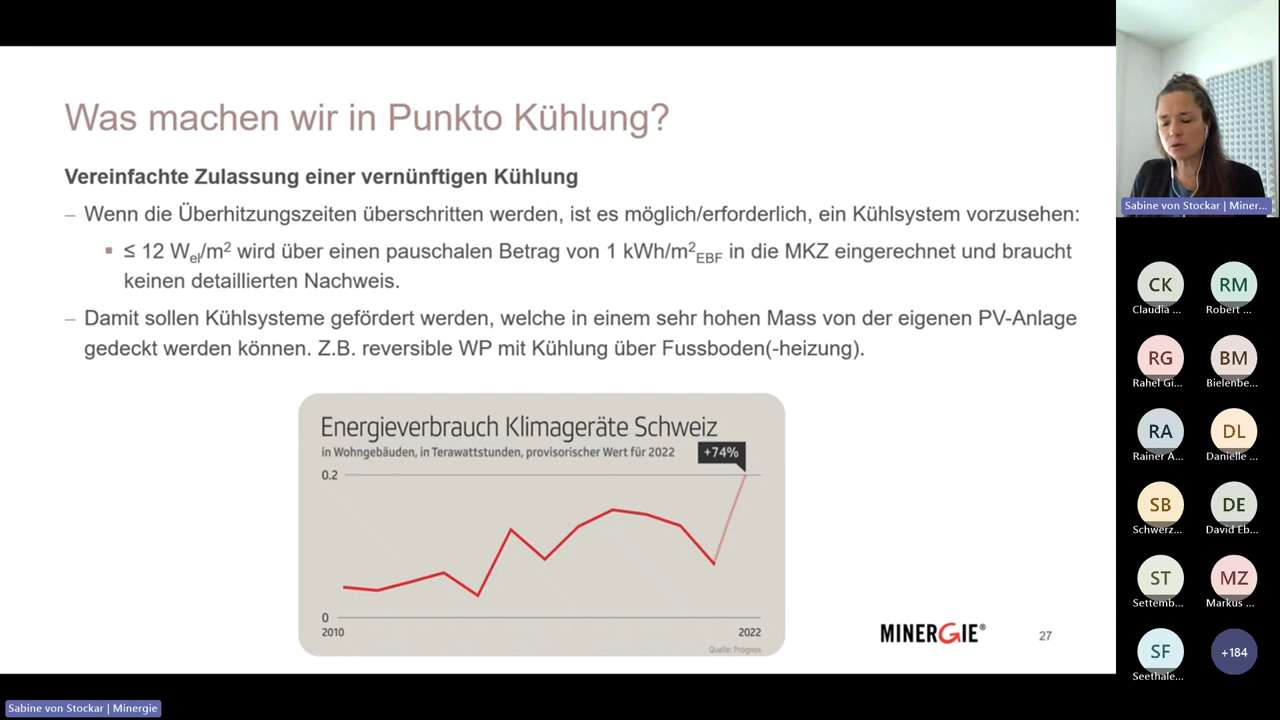 Was machen wir in Punkto Kühlung?
Vereinfachte Zulassung einer vernünftigen Kühlung
– Wenn die Überhitzungszeiten überschritten werden, ist es möglich/erforderlich, ein Kühlsystem vorzusehen:
▪ ≤ 12 Wel/m² wird über einen pauschalen Betrag von 1 kWh/m²EBF in die MKZ eingerechnet und braucht
keinen detaillierten Nachweis.
– Damit sollen Kühlsysteme gefördert werden, welche in einem sehr hohen Mass von der eigenen PV-Anlage
gedeckt werden können. Z.B. reversible WP mit Kühlung über Fussboden(-heizung).
Energieverbrauch Klimageräte Schweiz
in Wohngebäuden, in Terawattstunden, provisorischer Wert für 2022
+74%
0.2
0
2010
2022
Quelle: Prognos
MINERGIE®
27
Sabine von Stockar | Miner...
CK
Claudia ...
RM
Robert ...
RG
Rahel Gi...
BM
Bielenbe...
RA
Rainer A...
DL
Danielle ...
SB
Schwerz...
DE
David Eb...
ST
Settemb...
MZ
Markus ...
SF
Seethale...
+184
Sabine von Stockar | Minergie